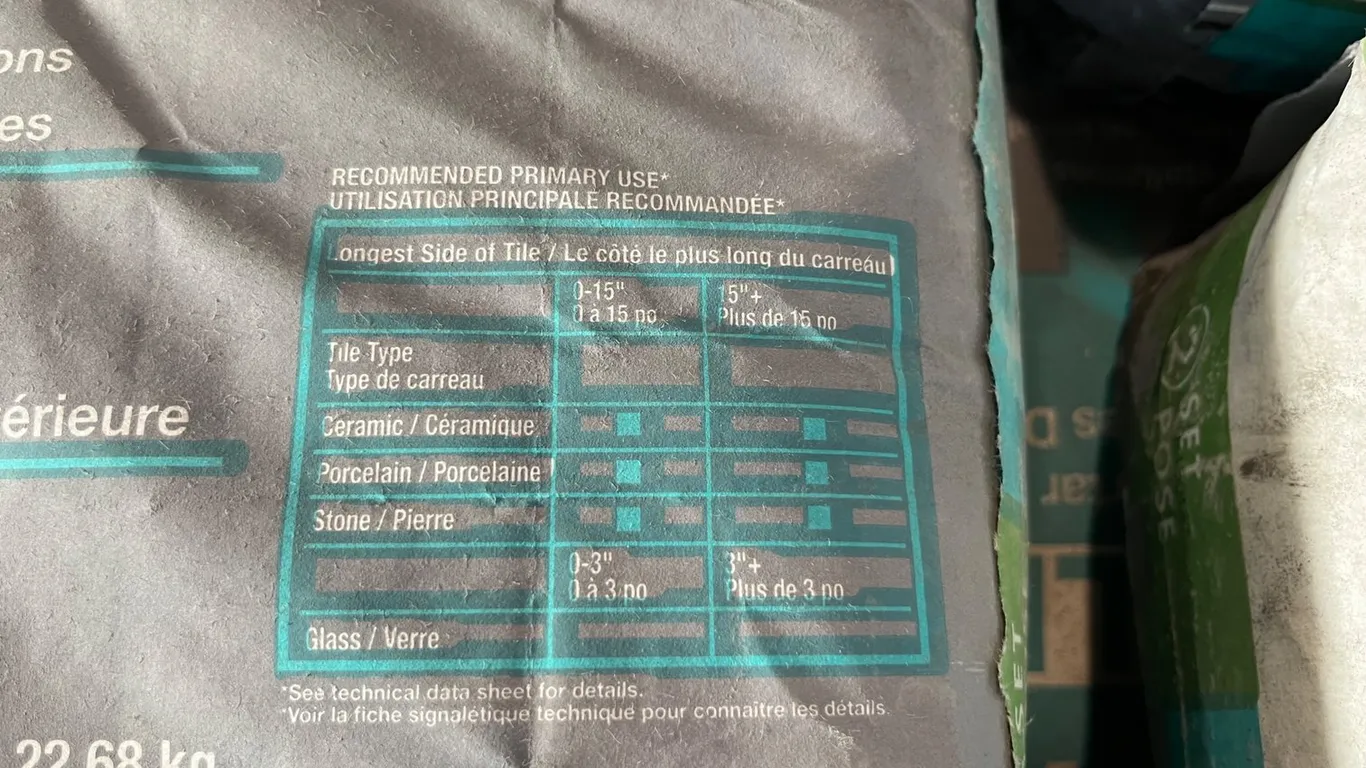 ons
es
érieure
RECOMMENDED PRIMARY USE*
UTILISATION PRINCIPALE RECOMMANDÉE*
Longest Side of Tile / Le côté le plus long du carreau
0-15" 15"+
0 à 15 po Plus de 15 po
Tile Type
Type de carreau
Ceramic / Céramique
Porcelain / Porcelaine
Stone / Pierre
0-3" 3"+
0 à 3 po Plus de 3 po
Glass / Verre
*See technical data sheet for details.
*Voir la fiche signalétique technique pour connaître les détails.
22.68 kg
SET
2 SET
POSE